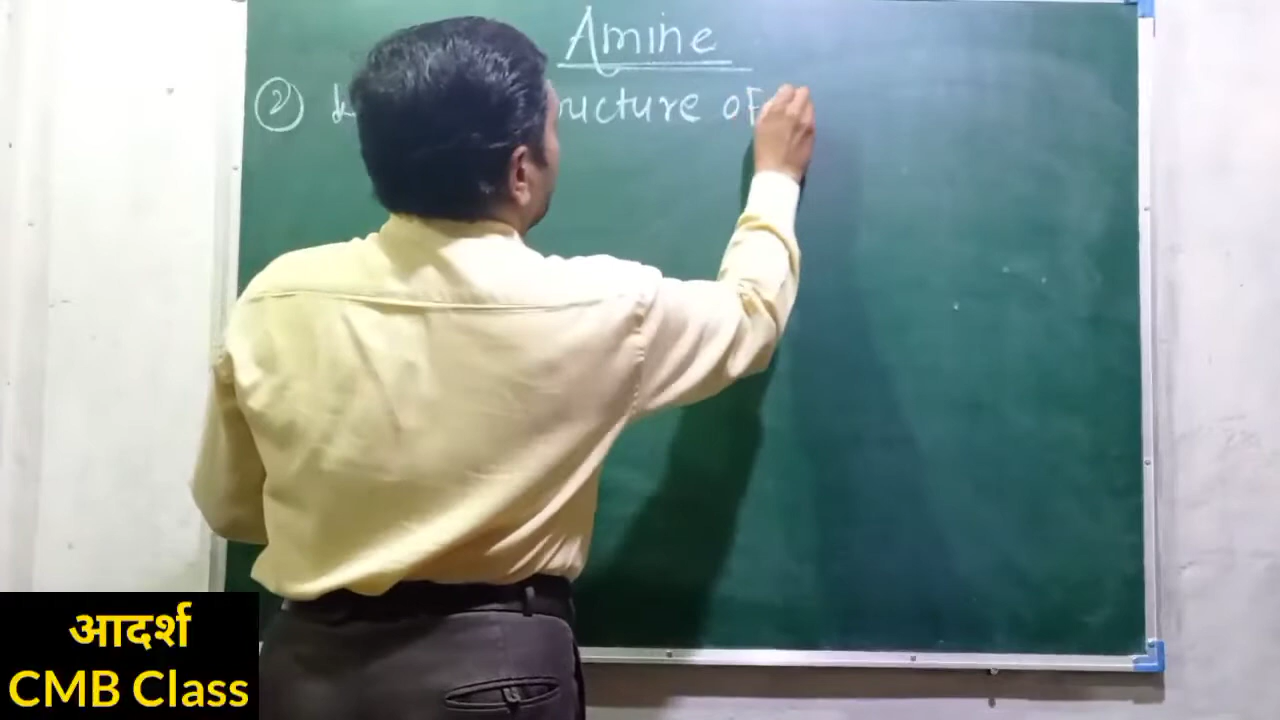 Amine
② ructure of
आदर्श
CMB Class